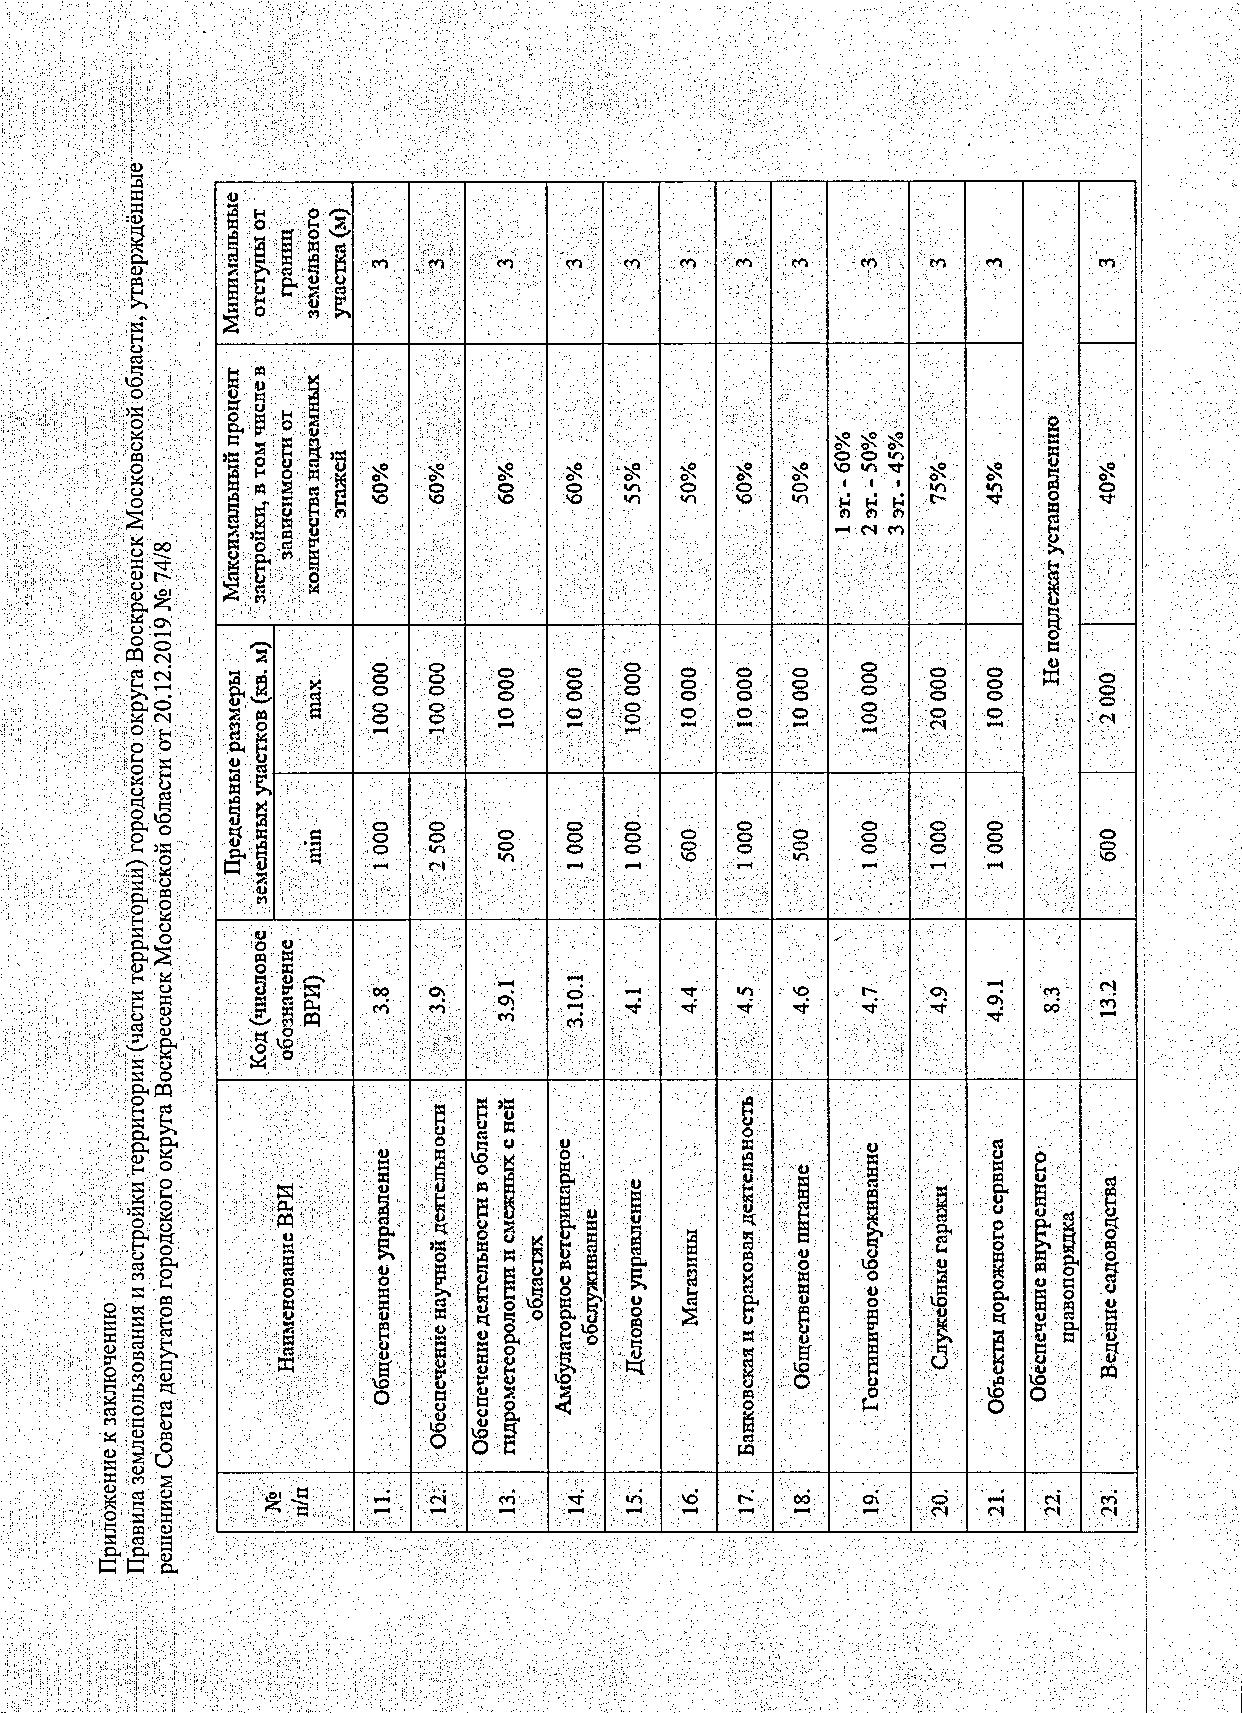 Приложение к заключению
Правила землепользования и застройки территории (части территории) городского округа Воскресенск Московской области, утверждённые
решением Совета депутатов городского округа Воскресенск Московской области от 20.12.2019 № 74/8
№
п/п
Наименование ВРИ
Код (числовое
обозначение
ВРИ)
Предельные размеры
земельных участков (кв. м)
min
max
Максимальный процент
застройки, в том числе в
зависимости от
количества надземных
этажей
Минимальные
отступы от
границ
земельного
участка (м)
11. Общественное управление 3.8 1 000 100 000 60% 3
12. Обеспечение научной деятельности 3.9 2 500 100 000 60% 3
13. Обеспечение деятельности в области
гидрометеорологии и смежных с ней
областях
3.9.1 500 10 000 60% 3
14. Амбулаторное ветеринарное
обслуживание
3.10.1 1 000 10 000 60% 3
15. Деловое управление 4.1 1 000 100 000 55% 3
16. Магазины 4.4 600 10 000 50% 3
17. Банковская и страховая деятельность 4.5 1 000 10 000 60% 3
18. Общественное питание 4.6 500 10 000 50% 3
19. Гостиничное обслуживание 4.7 1 000 100 000
1 эт. - 60%
2 эт. - 50%
3 эт. - 45%
3
20. Служебные гаражи 4.9 1 000 20 000 75% 3
21. Объекты дорожного сервиса 4.9.1 1 000 10 000 45% 3
22. Обеспечение внутреннего
правопорядка
8.3 Не подлежат установлению
23. Ведение садоводства 13.2 600 2 000 40% 3